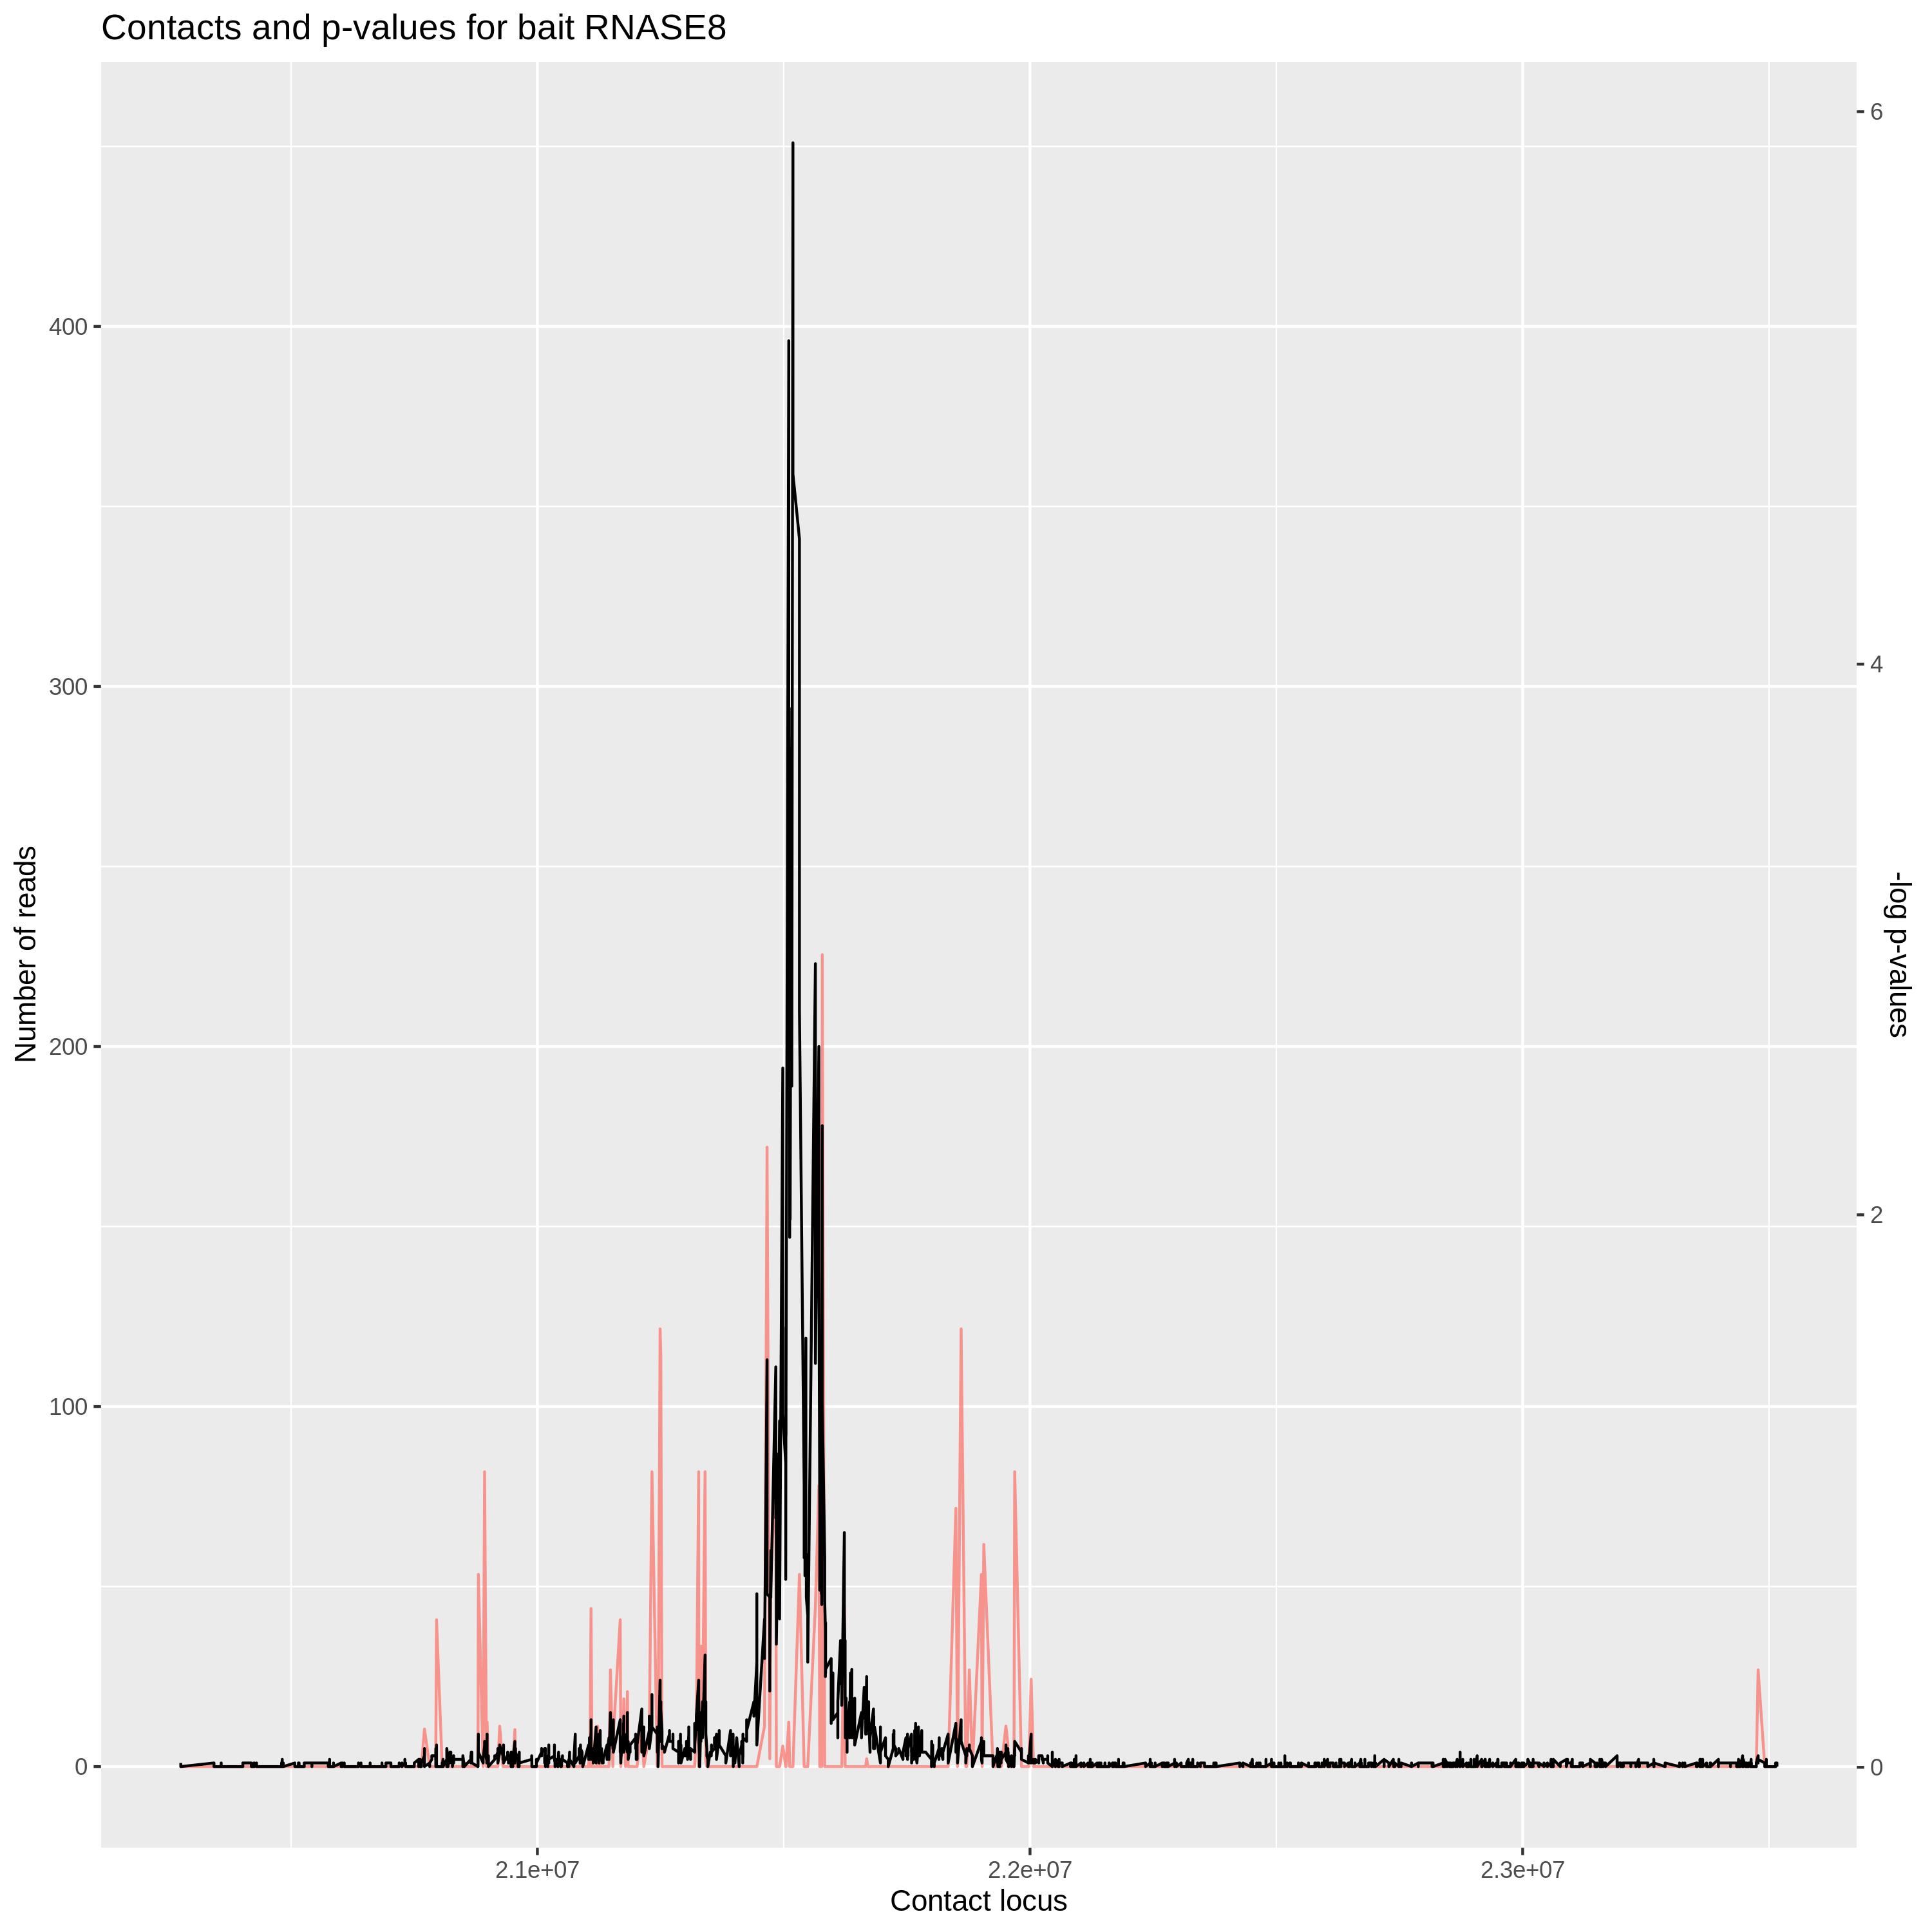 Contacts and p-values for bait RNASE8
6
400
300
4
Number of reads
-log p-values
200
2
100
0
0
2.1e+07
2.2e+07
2.3e+07
Contact locus